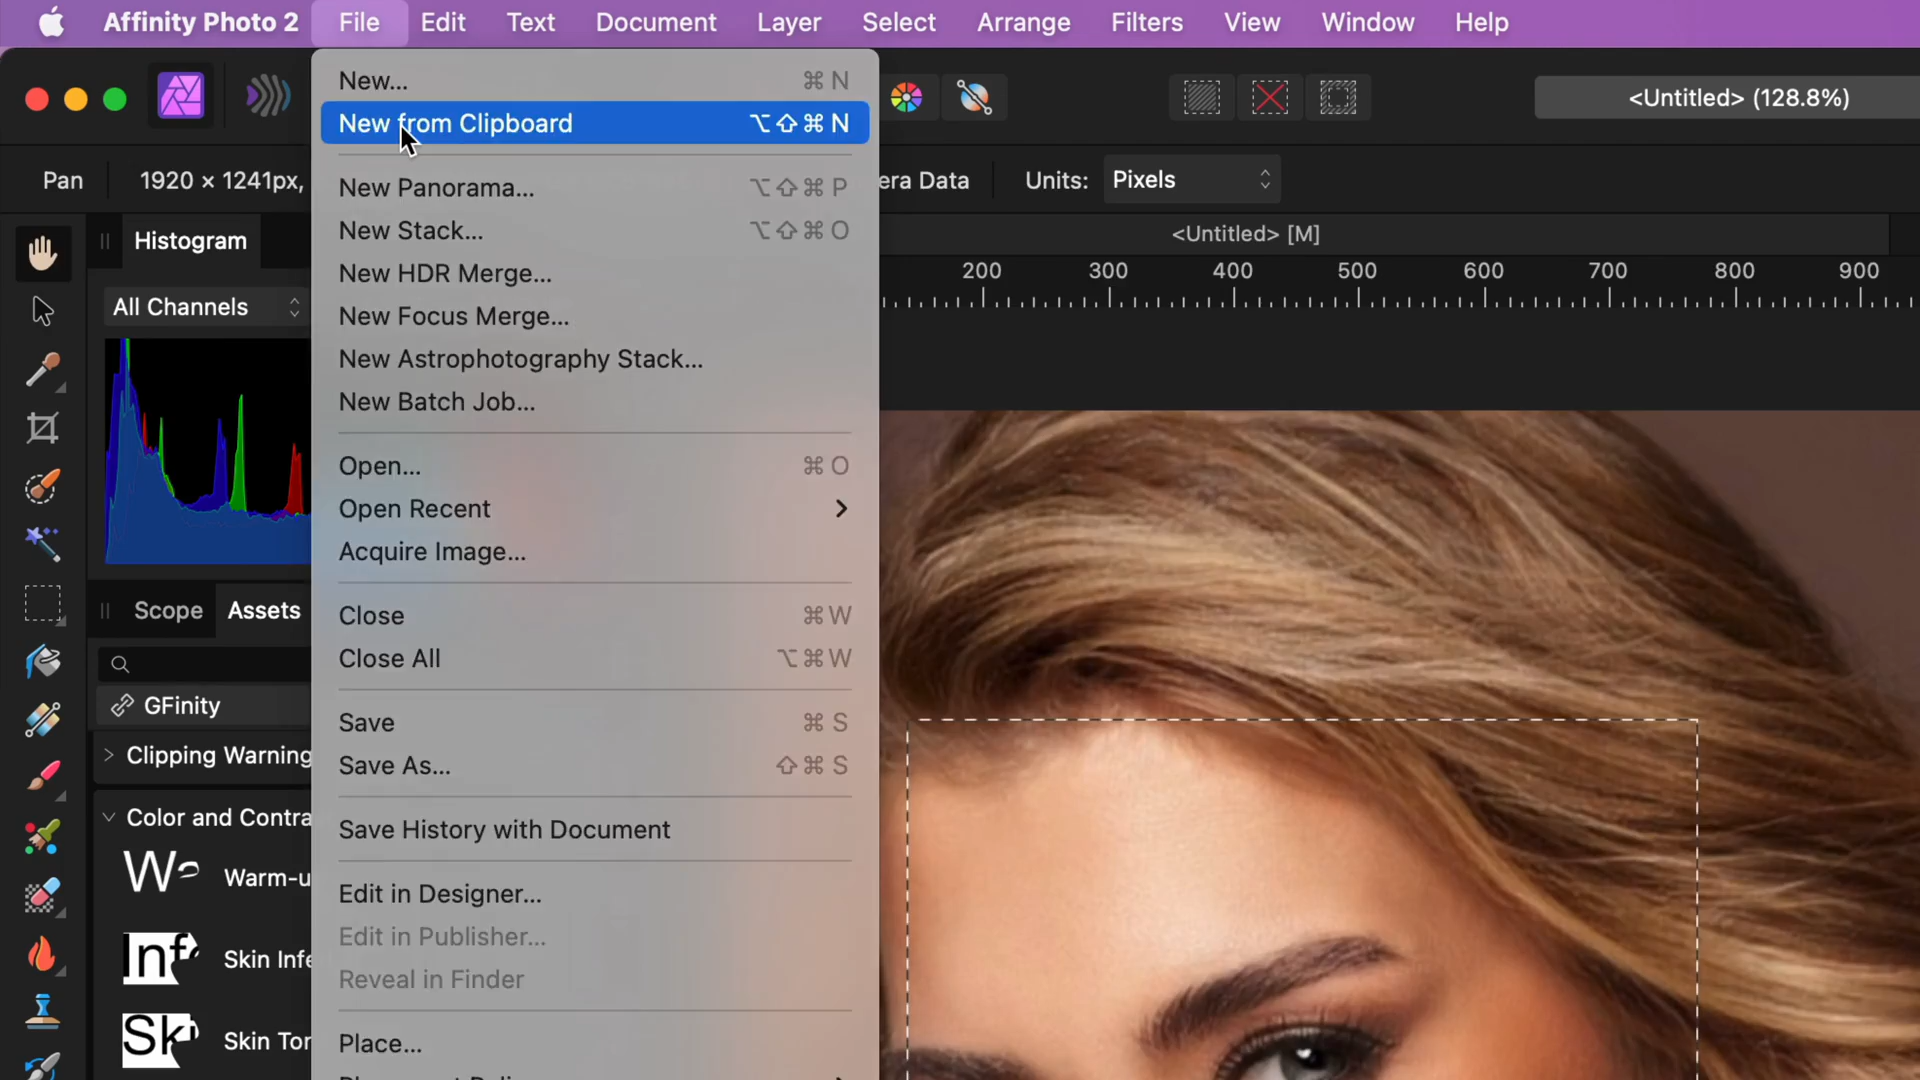 Affinity Photo 2 File Edit Text Document Layer Select Arrange Filters View Window Help
<Untitled> (128.8%)
Pan 1920 × 1241px, era Data Units: Pixels
<Untitled> [M]
200 300 400 500 600 700 800 900
Histogram
All Channels
Scope Assets
GFinity
Clipping Warning
Color and Contra
Warm-u
Inf Skin Infe
Sk Skin Tor
New... ⌘ N
New from Clipboard ⌥⇧⌘ N
New Panorama... ⌥⇧⌘ P
New Stack... ⌥⇧⌘ O
New HDR Merge...
New Focus Merge...
New Astrophotography Stack...
New Batch Job...
Open... ⌘ O
Open Recent
Acquire Image...
Close ⌘W
Close All ⌥⌘W
Save ⌘ S
Save As... ⇧⌘ S
Save History with Document
Edit in Designer...
Edit in Publisher...
Reveal in Finder
Place...